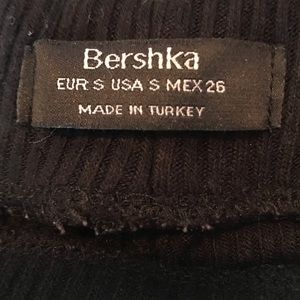 Bershka
EUR S USA S MEX 26
MADE IN TURKEY